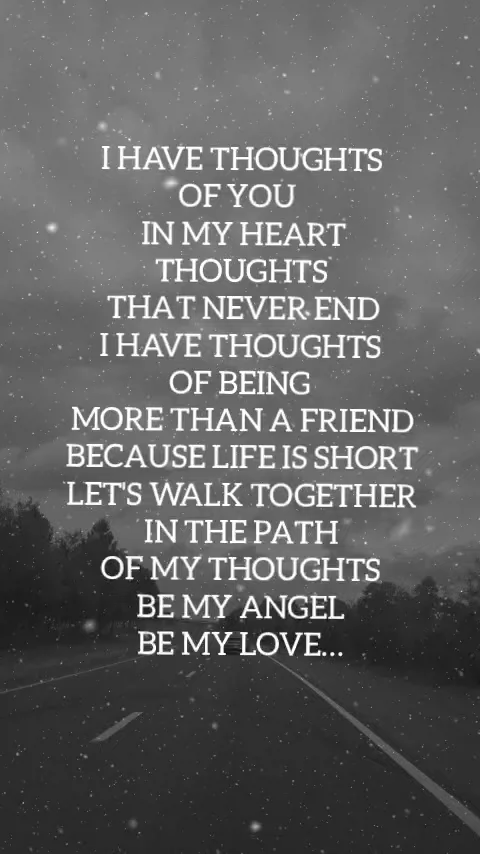 I HAVE THOUGHTS
OF YOU
IN MY HEART
THOUGHTS
THAT NEVER END
I HAVE THOUGHTS
OF BEING
MORE THAN A FRIEND
BECAUSE LIFE IS SHORT
LET'S WALK TOGETHER
IN THE PATH
OF MY THOUGHTS
BE MY ANGEL
BE MY LOVE...